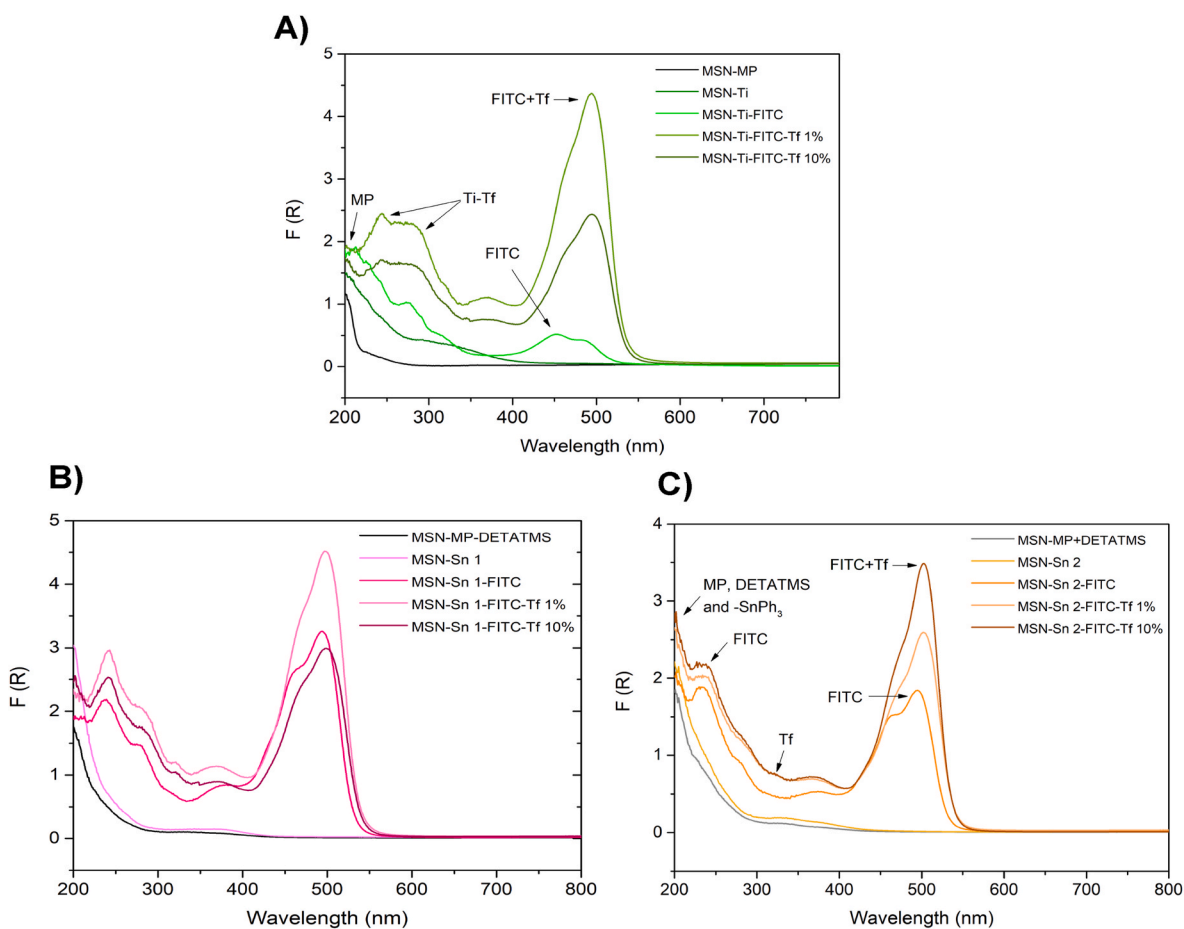 A)
5
4
3
2
1
0
F (R)
200
300
400
500
600
700
Wavelength (nm)
MSN-MP
MSN-Ti
MSN-Ti-FITC
MSN-Ti-FITC-Tf 1%
MSN-Ti-FITC-Tf 10%
FITC+Tf
MP
Ti-Tf
FITC
B)
5
4
3
2
1
0
F (R)
200
300
400
500
600
700
800
Wavelength (nm)
MSN-MP-DETATMS
MSN-Sn 1
MSN-Sn 1-FITC
MSN-Sn 1-FITC-Tf 1%
MSN-Sn 1-FITC-Tf 10%
C)
4
3
2
1
0
F (R)
200
300
400
500
600
700
800
Wavelength (nm)
MSN-MP+DETATMS
MSN-Sn 2
MSN-Sn 2-FITC
MSN-Sn 2-FITC-Tf 1%
MSN-Sn 2-FITC-Tf 10%
FITC+Tf
MP, DETATMS
and -SnPh₃
FITC
FITC
Tf